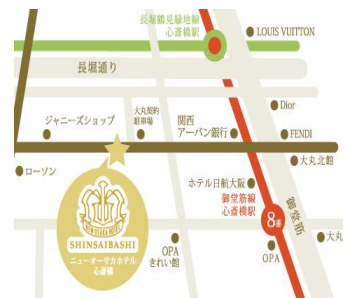 長堀鶴見緑地線
心斎橋駅
LOUIS VUITTON
長堀通り
Dior
ジャニーズショップ
大丸契約
駐車場
関西
アーバン銀行
FENDI
大丸北館
ローソン
ホテル日航大阪
御堂筋線
心斎橋駅
御堂筋
8番
大丸
OPA
OPA
きれい館
NEW OSAKA HOTEL
SHINSAIBASHI
ニューオーサカホテル
心斎橋